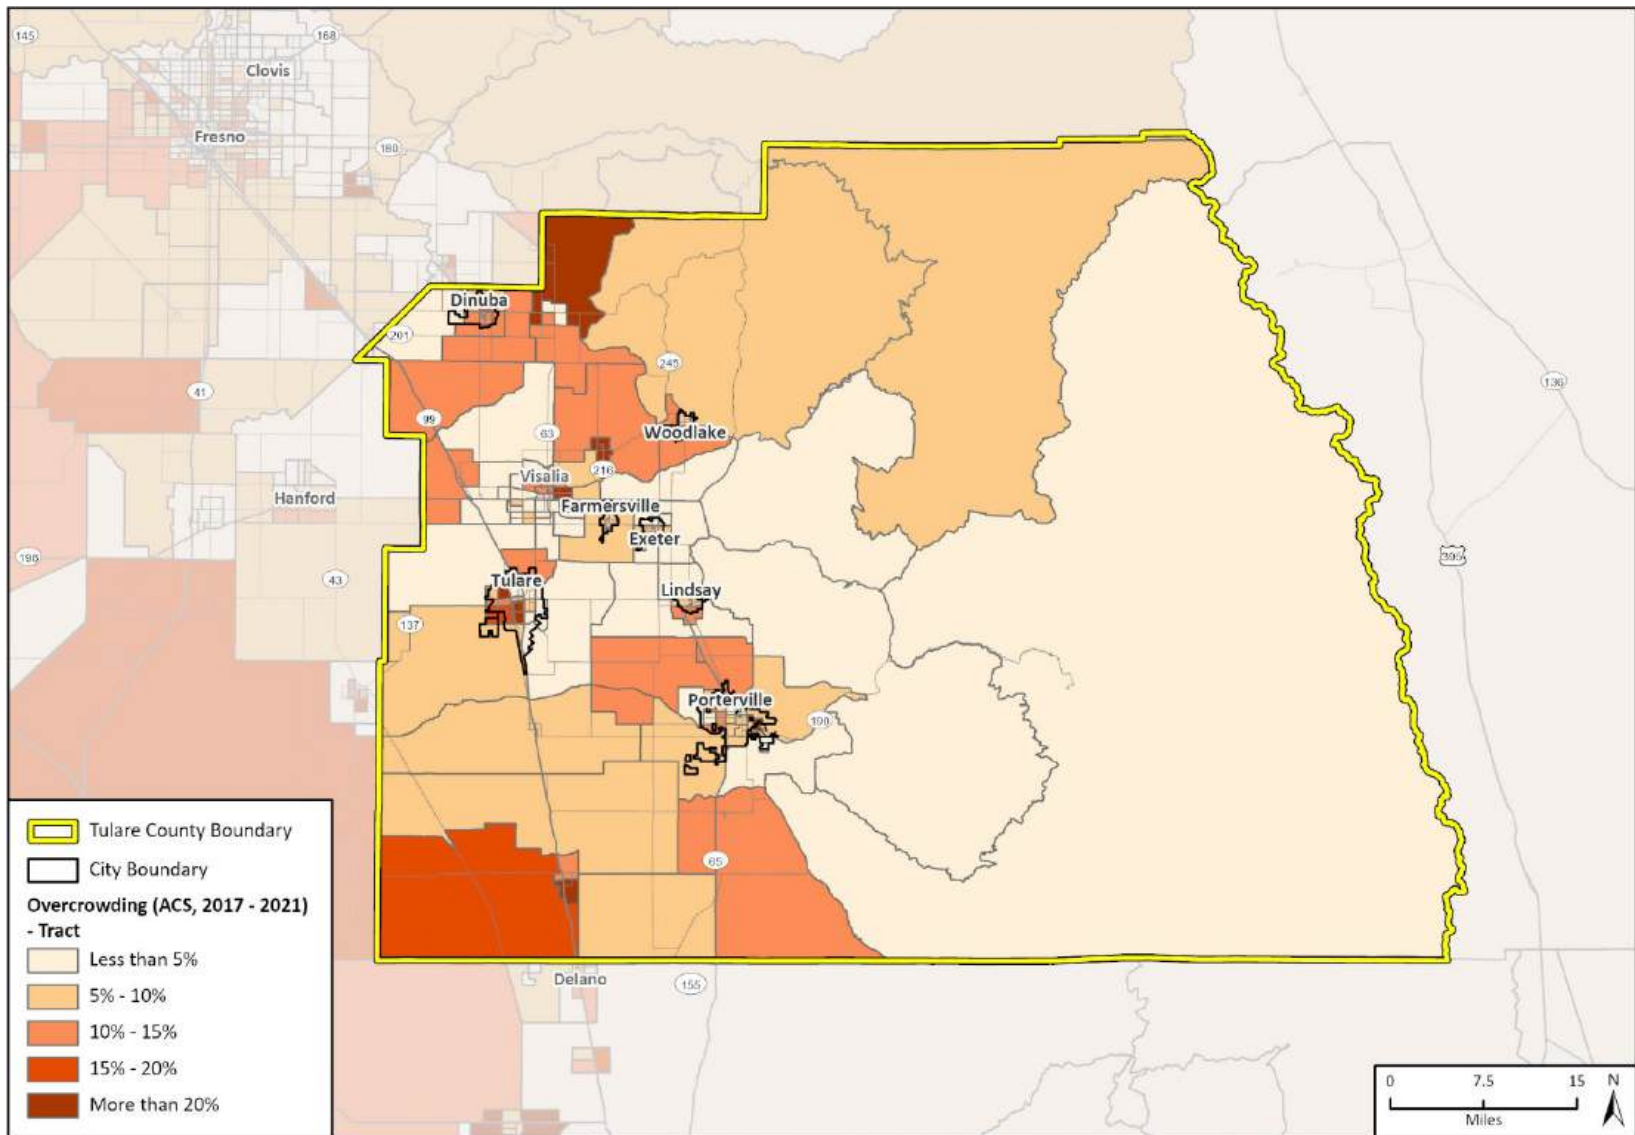 145
168
Clovis
Fresno
180
Dinuba
201
245
41
136
99
Woodlake
63
216
Visalia
Hanford
Farmersville
Exeter
198
395
43
Tulare
Lindsay
137
Porterville
190
65
Delano
155
Tulare County Boundary
City Boundary
Overcrowding (ACS, 2017 - 2021)
- Tract
Less than 5%
5% - 10%
10% - 15%
15% - 20%
More than 20%
0 7.5 15 N
Miles